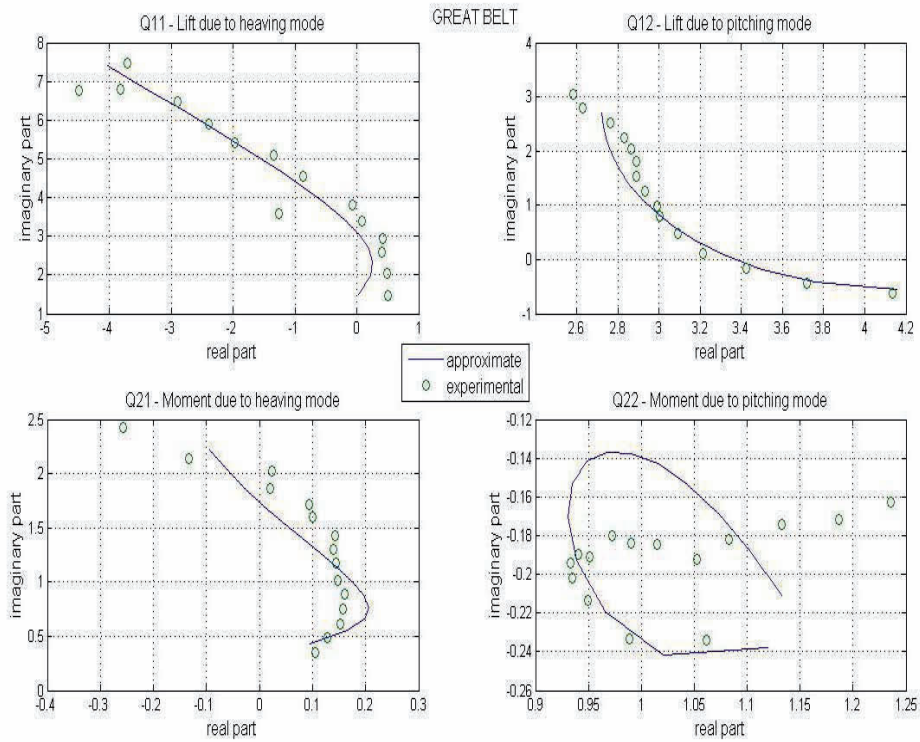 GREAT BELT
Q11 - Lift due to heaving mode
8
7
6
5
4
3
2
1
imaginary part
-5 -4 -3 -2 -1 0 1
real part
Q12 - Lift due to pitching mode
4
3
2
1
0
-1
imaginary part
2.6 2.8 3 3.2 3.4 3.6 3.8 4 4.2
real part
approximate
experimental
Q21 - Moment due to heaving mode
2.5
2
1.5
1
0.5
0
imaginary part
-0.4 -0.3 -0.2 -0.1 0 0.1 0.2 0.3
real part
Q22 - Moment due to pitching mode
-0.12
-0.14
-0.16
-0.18
-0.2
-0.22
-0.24
-0.26
imaginary part
0.9 0.95 1 1.05 1.1 1.15 1.2 1.25
real part